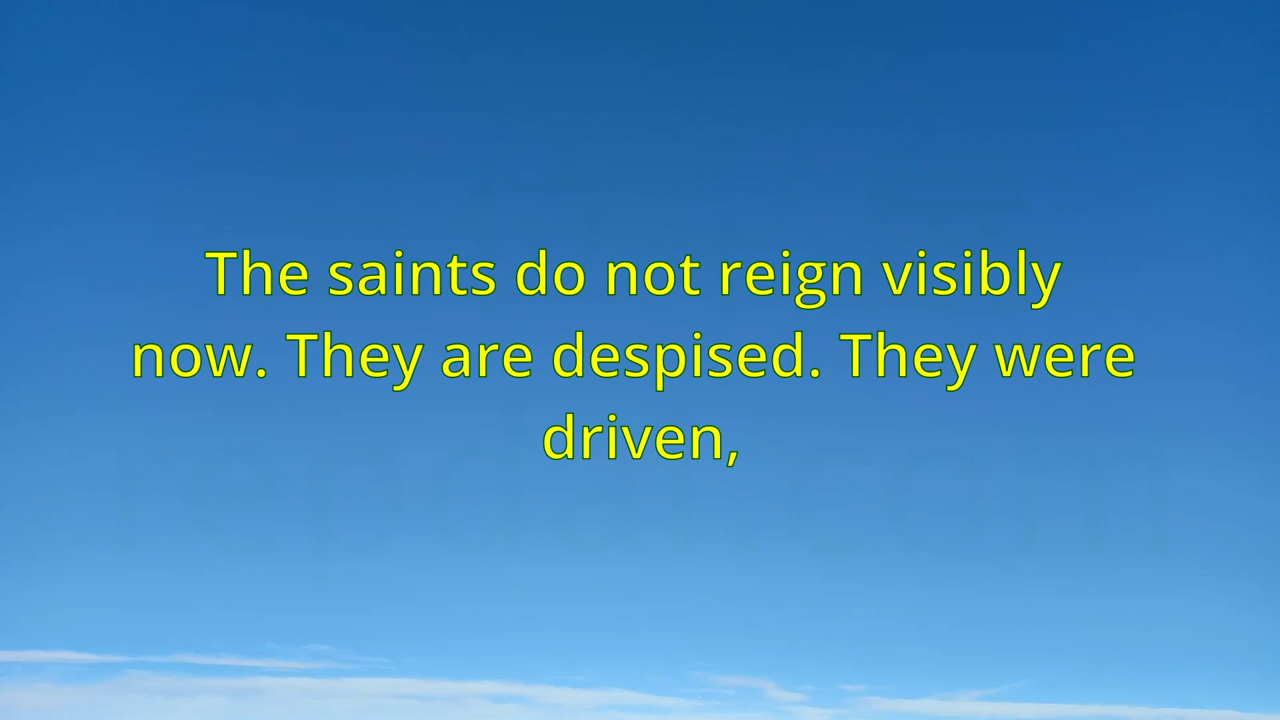 The saints do not reign visibly
now. They are despised. They were
driven,